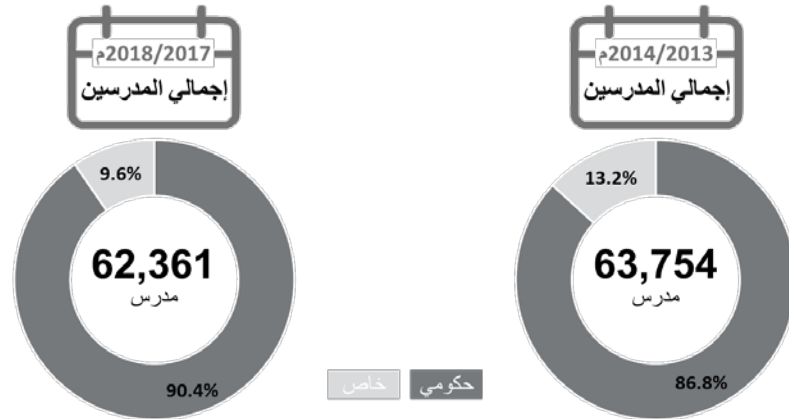 2014/2013م
إجمالي المدرسين
13.2%
63,754
مدرس
86.8%
2018/2017م
إجمالي المدرسين
9.6%
62,361
مدرس
90.4%
حكومي
خاص